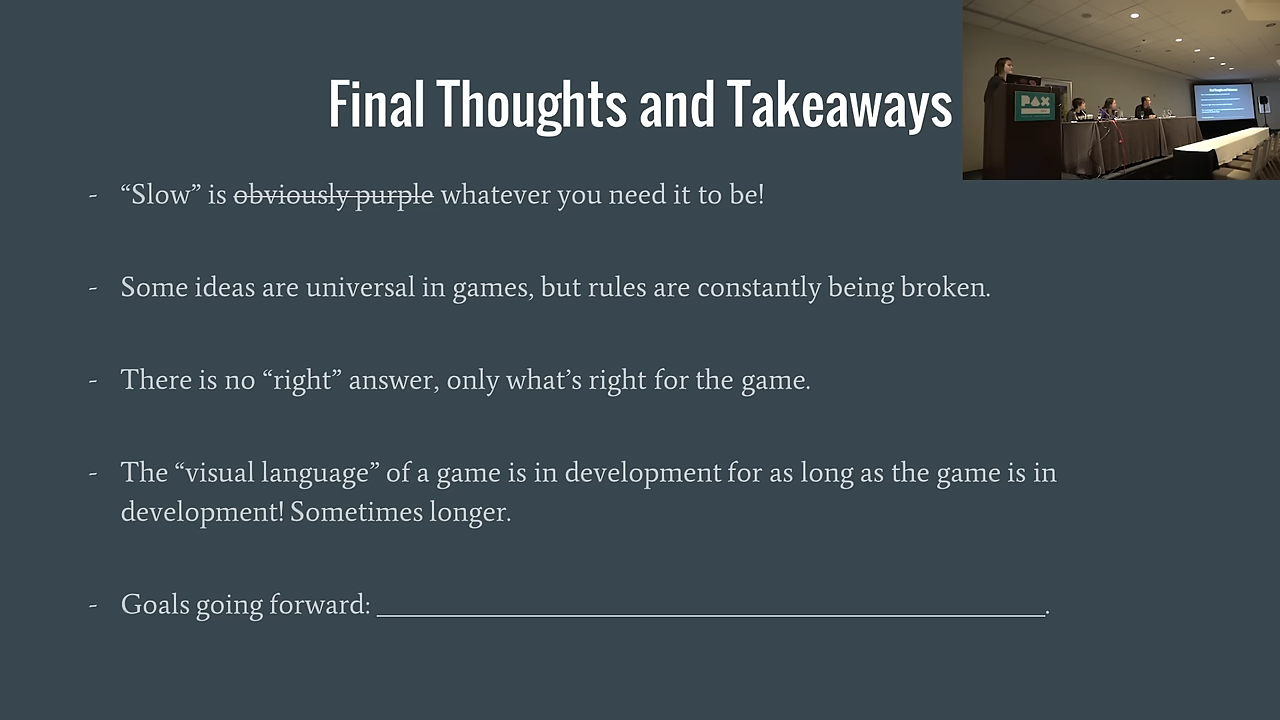 Final Thoughts and Takeaways
- “Slow” is obviously purple whatever you need it to be!
- Some ideas are universal in games, but rules are constantly being broken.
- There is no “right” answer, only what’s right for the game.
- The “visual language” of a game is in development for as long as the game is in
development! Sometimes longer.
- Goals going forward: ________________________________________.
PAX